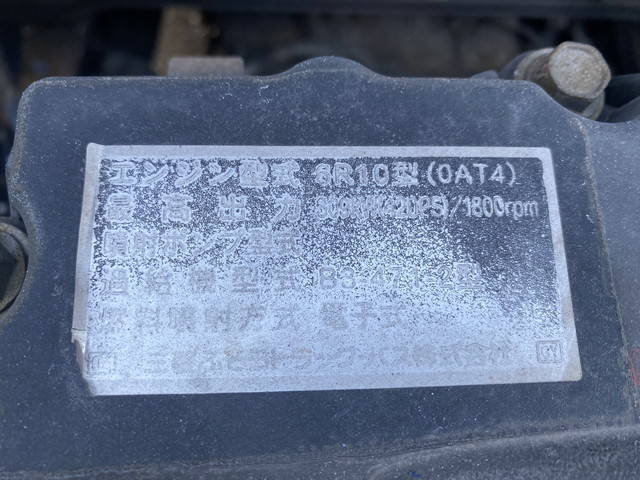 エンジン型式 6R10型(0AT4)
最高出力 309kW(420PS)/1800rpm
噴射ポンプ型式
過給機型式
燃料噴射方式 電子式
三菱ふそうトラック・バス株式会社